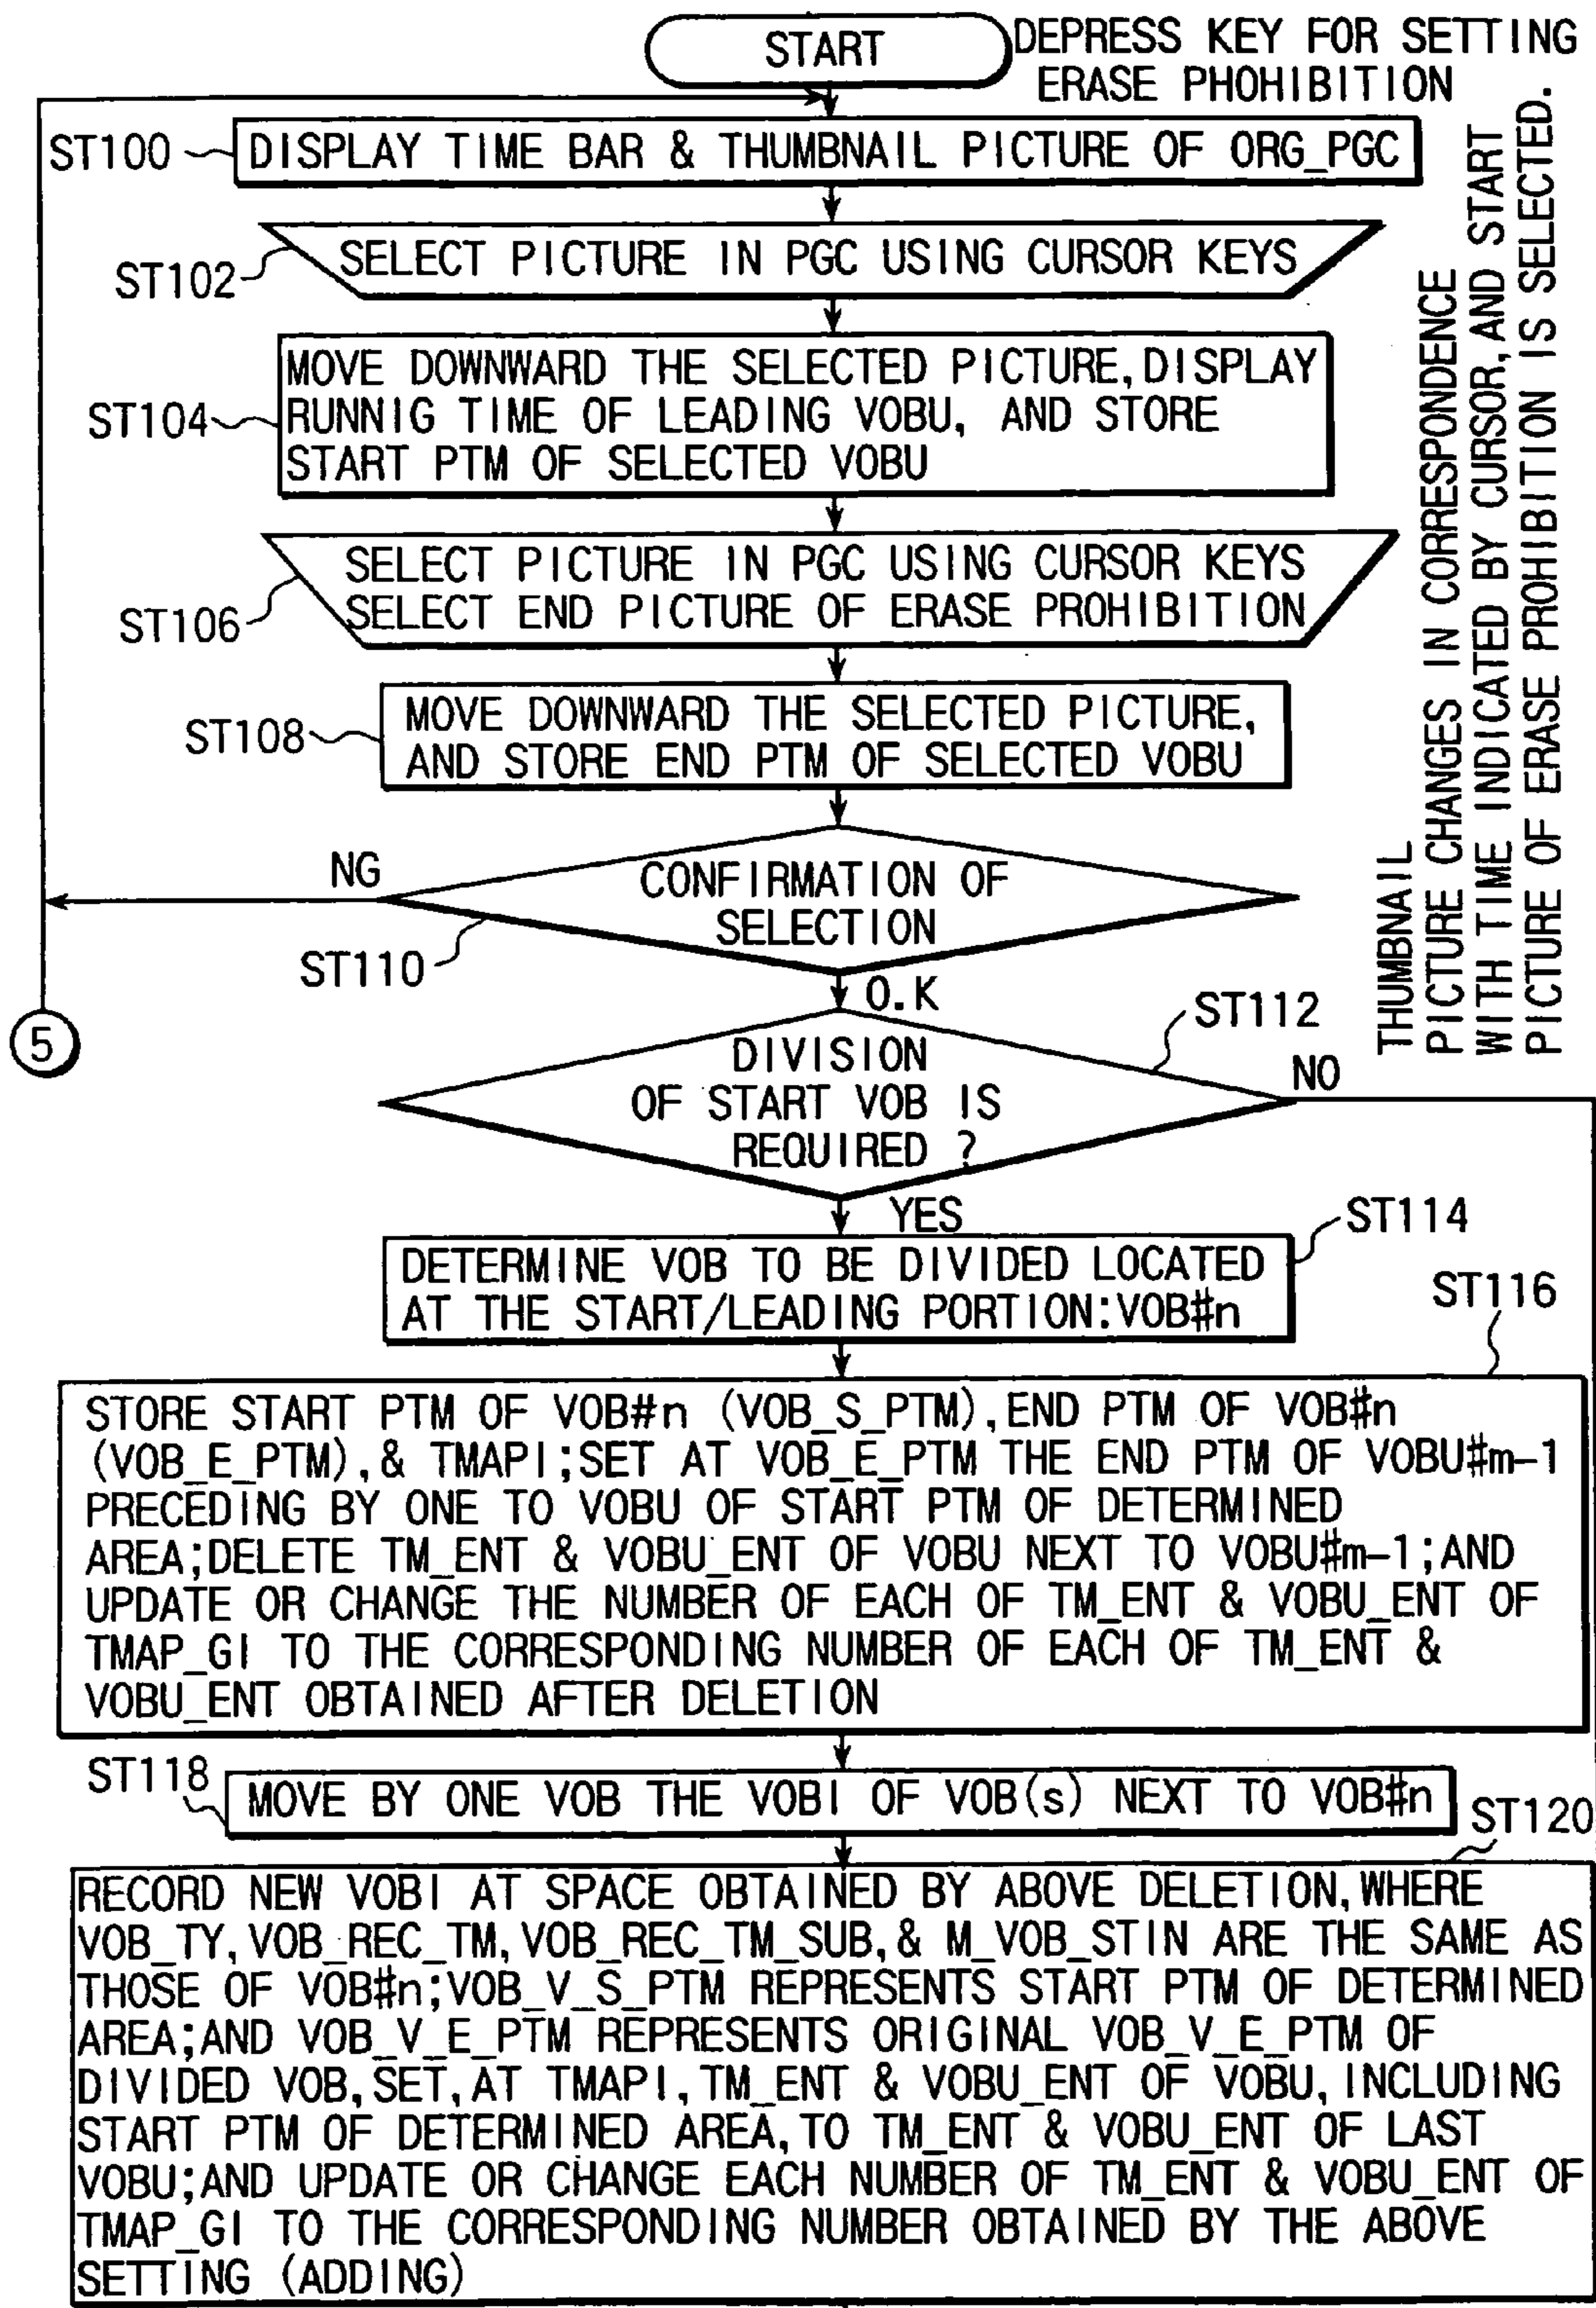 START
DEPRESS KEY FOR SETTING
ERASE PHOHIBITION
ST100
DISPLAY TIME BAR & THUMBNAIL PICTURE OF ORG_PGC
ST102
SELECT PICTURE IN PGC USING CURSOR KEYS
ST104
MOVE DOWNWARD THE SELECTED PICTURE,DISPLAY
RUNNIG TIME OF LEADING VOBU, AND STORE
START PTM OF SELECTED VOBU
ST106
SELECT PICTURE IN PGC USING CURSOR KEYS
SELECT END PICTURE OF ERASE PROHIBITION
ST108
MOVE DOWNWARD THE SELECTED PICTURE,
AND STORE END PTM OF SELECTED VOBU
THUMBNAIL
PICTURE CHANGES IN CORRESPONDENCE
WITH TIME INDICATED BY CURSOR,AND START
PICTURE OF ERASE PROHIBITION IS SELECTED.
NG
CONFIRMATION OF
SELECTION
ST110
O.K
5
ST112
DIVISION
OF START VOB IS
REQUIRED ?
NO
YES
ST114
DETERMINE VOB TO BE DIVIDED LOCATED
AT THE START/LEADING PORTION:VOB#n
ST116
STORE START PTM OF VOB#n (VOB_S_PTM),END PTM OF VOB#n
(VOB_E_PTM),& TMAPI;SET AT VOB_E_PTM THE END PTM OF VOBU#m-1
PRECEDING BY ONE TO VOBU OF START PTM OF DETERMINED
AREA;DELETE TM_ENT & VOBU_ENT OF VOBU NEXT TO VOBU#m-1;AND
UPDATE OR CHANGE THE NUMBER OF EACH OF TM_ENT & VOBU_ENT OF
TMAP_GI TO THE CORRESPONDING NUMBER OF EACH OF TM_ENT &
VOBU_ENT OBTAINED AFTER DELETION
ST118
MOVE BY ONE VOB THE VOBI OF VOB(s) NEXT TO VOB#n
ST120
RECORD NEW VOBI AT SPACE OBTAINED BY ABOVE DELETION,WHERE
VOB_TY,VOB_REC_TM,VOB_REC_TM_SUB,& M_VOB_STIN ARE THE SAME AS
THOSE OF VOB#n;VOB_V_S_PTM REPRESENTS START PTM OF DETERMINED
AREA;AND VOB_V_E_PTM REPRESENTS ORIGINAL VOB_V_E_PTM OF
DIVIDED VOB,SET,AT TMAPI,TM_ENT & VOBU_ENT OF VOBU,INCLUDING
START PTM OF DETERMINED AREA,TO TM_ENT & VOBU_ENT OF LAST
VOBU;AND UPDATE OR CHANGE EACH NUMBER OF TM_ENT & VOBU_ENT OF
TMAP_GI TO THE CORRESPONDING NUMBER OBTAINED BY THE ABOVE
SETTING (ADDING)